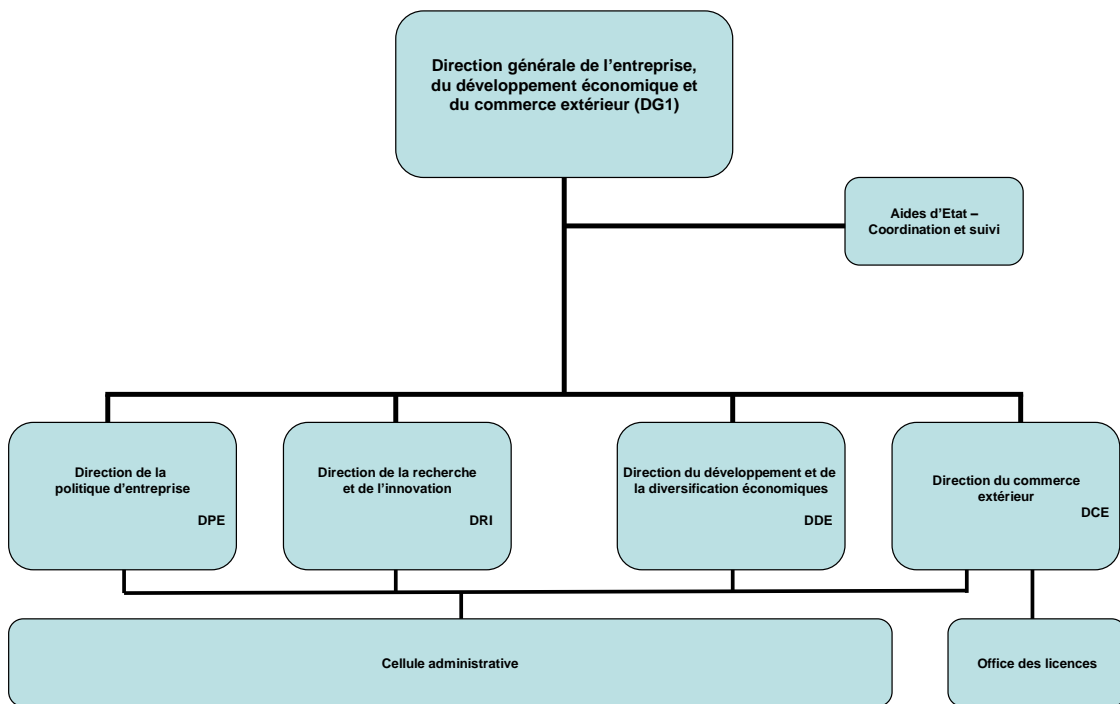 Direction générale de l’entreprise,
du développement économique et
du commerce extérieur (DG1)
Aides d’Etat –
Coordination et suivi
Direction de la
politique d’entreprise
DPE
Direction de la recherche
et de l’innovation
DRI
Direction du développement et de
la diversification économiques
DDE
Direction du commerce
extérieur
DCE
Cellule administrative
Office des licences